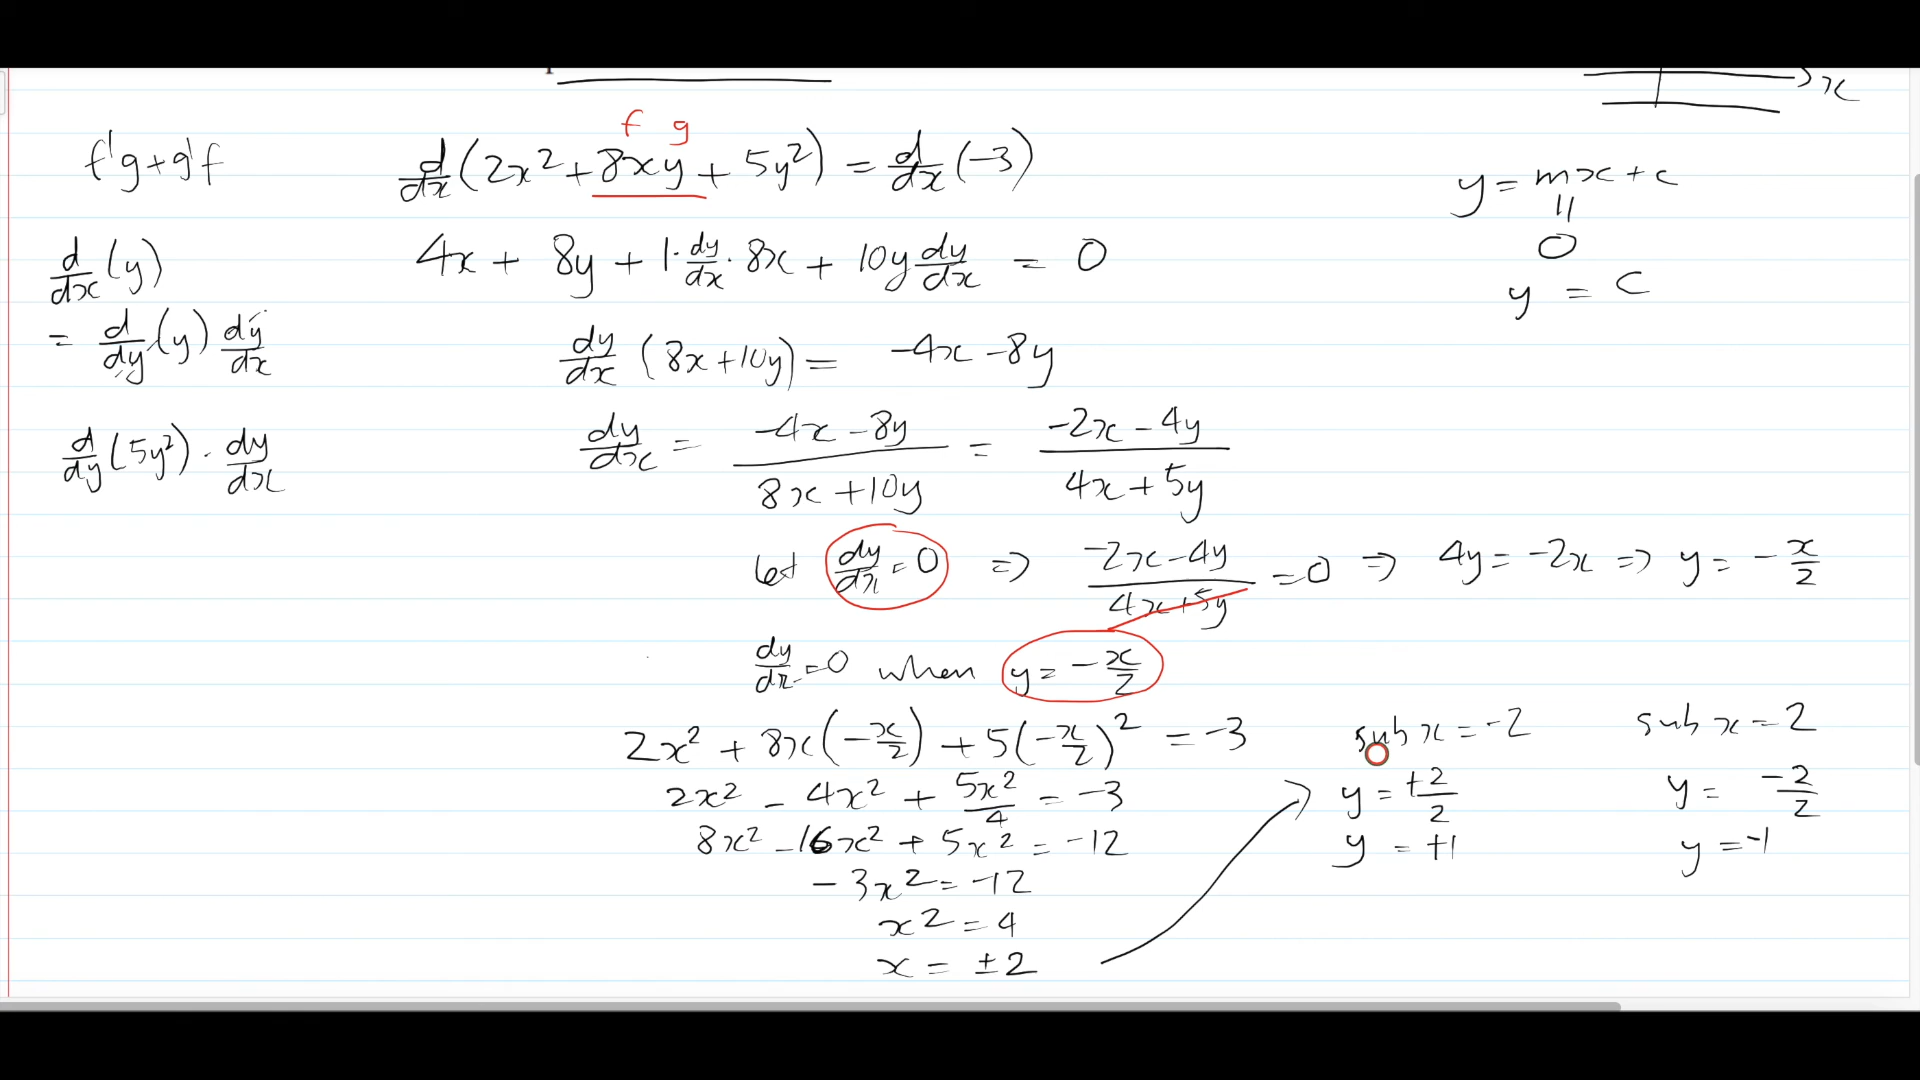 x
f g
f'g+g'f
d/dx (2x² + 8xy + 5y²) = d/dx (-3)
y = mx + c
||
0
y = c
d/dx (y)
= d/dy (y) dy/dx
d/dy (5y²) · dy/dx
4x + 8y + 1· dy/dx · 8x + 10y dy/dx = 0
dy/dx (8x+10y) = -4x -8y
dy/dx = (-4x -8y)/(8x +10y) = (-2x - 4y)/(4x+5y)
let dy/dx = 0 => (-2x-4y)/(4x+5y) = 0 => 4y = -2x => y = -x/2
dy/dx = 0 when y = -x/2
2x² + 8x(-x/2) + 5(-x/2)² = -3
2x² - 4x² + 5x²/4 = -3
8x² - 16x² + 5x² = -12
-3x² = -12
x² = 4
x = ±2
sub x = -2
y = +2/2
y = +1
sub x = 2
y = -2/2
y = -1